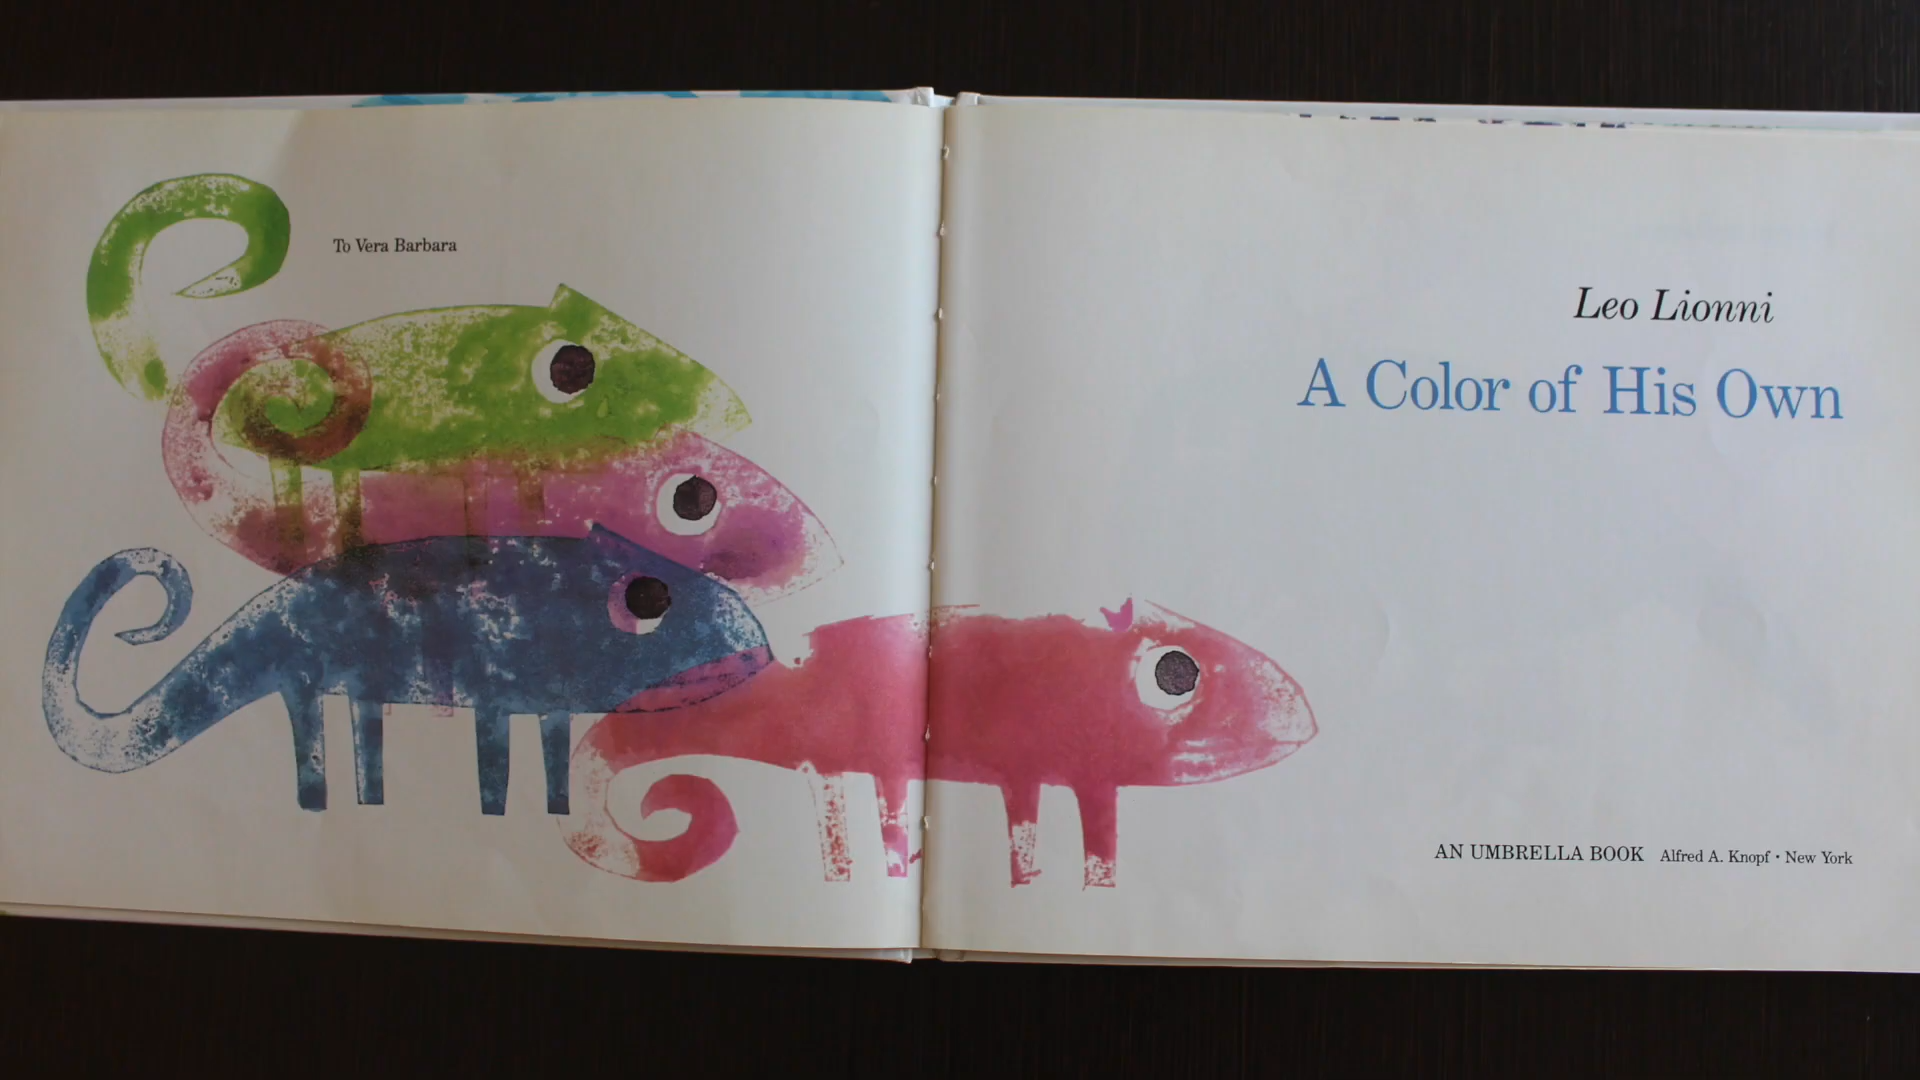 To Vera Barbara
Leo Lionni
A Color of His Own
AN UMBRELLA BOOK Alfred A. Knopf · New York